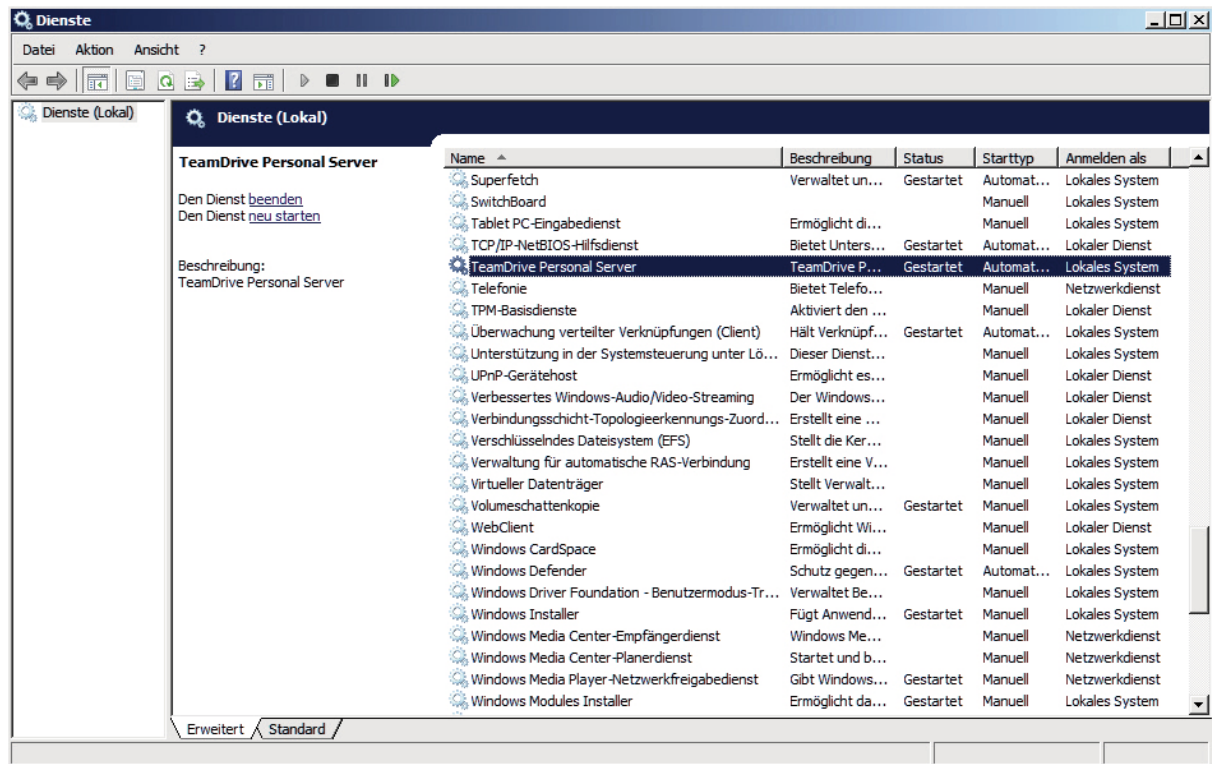 Dienste
Datei Aktion Ansicht ?
Dienste (Lokal)
Dienste (Lokal)
TeamDrive Personal Server
Den Dienst beenden
Den Dienst neu starten
Beschreibung:
TeamDrive Personal Server
Name Beschreibung Status Starttyp Anmelden als
Superfetch Verwaltet un... Gestartet Automat... Lokales System
SwitchBoard Manuell Lokales System
Tablet PC-Eingabedienst Ermöglicht di... Manuell Lokales System
TCP/IP-NetBIOS-Hilfsdienst Bietet Unters... Gestartet Automat... Lokaler Dienst
TeamDrive Personal Server TeamDrive P... Gestartet Automat... Lokales System
Telefonie Bietet Telefo... Manuell Netzwerkdienst
TPM-Basisdienste Aktiviert den ... Manuell Lokaler Dienst
Überwachung verteilter Verknüpfungen (Client) Hält Verknüpf... Gestartet Automat... Lokales System
Unterstützung in der Systemsteuerung unter Lö... Dieser Dienst... Manuell Lokales System
UPnP-Gerätehost Ermöglicht es... Manuell Lokaler Dienst
Verbessertes Windows-Audio/Video-Streaming Der Windows... Manuell Lokaler Dienst
Verbindungsschicht-Topologieerkennungs-Zuord... Erstellt eine ... Manuell Lokaler Dienst
Verschlüsselndes Dateisystem (EFS) Stellt die Ker... Manuell Lokales System
Verwaltung für automatische RAS-Verbindung Erstellt eine V... Manuell Lokales System
Virtueller Datenträger Stellt Verwalt... Manuell Lokales System
Volumeschattenkopie Verwaltet un... Gestartet Manuell Lokales System
WebClient Ermöglicht Wi... Manuell Lokaler Dienst
Windows CardSpace Ermöglicht di... Manuell Lokales System
Windows Defender Schutz gegen... Gestartet Automat... Lokales System
Windows Driver Foundation - Benutzermodus-Tr... Verwaltet Be... Manuell Lokales System
Windows Installer Fügt Anwend... Gestartet Manuell Lokales System
Windows Media Center-Empfängerdienst Windows Me... Manuell Netzwerkdienst
Windows Media Center-Planerdienst Startet und b... Manuell Netzwerkdienst
Windows Media Player-Netzwerkfreigabedienst Gibt Windows... Gestartet Manuell Netzwerkdienst
Windows Modules Installer Ermöglicht da... Gestartet Manuell Lokales System
Erweitert Standard